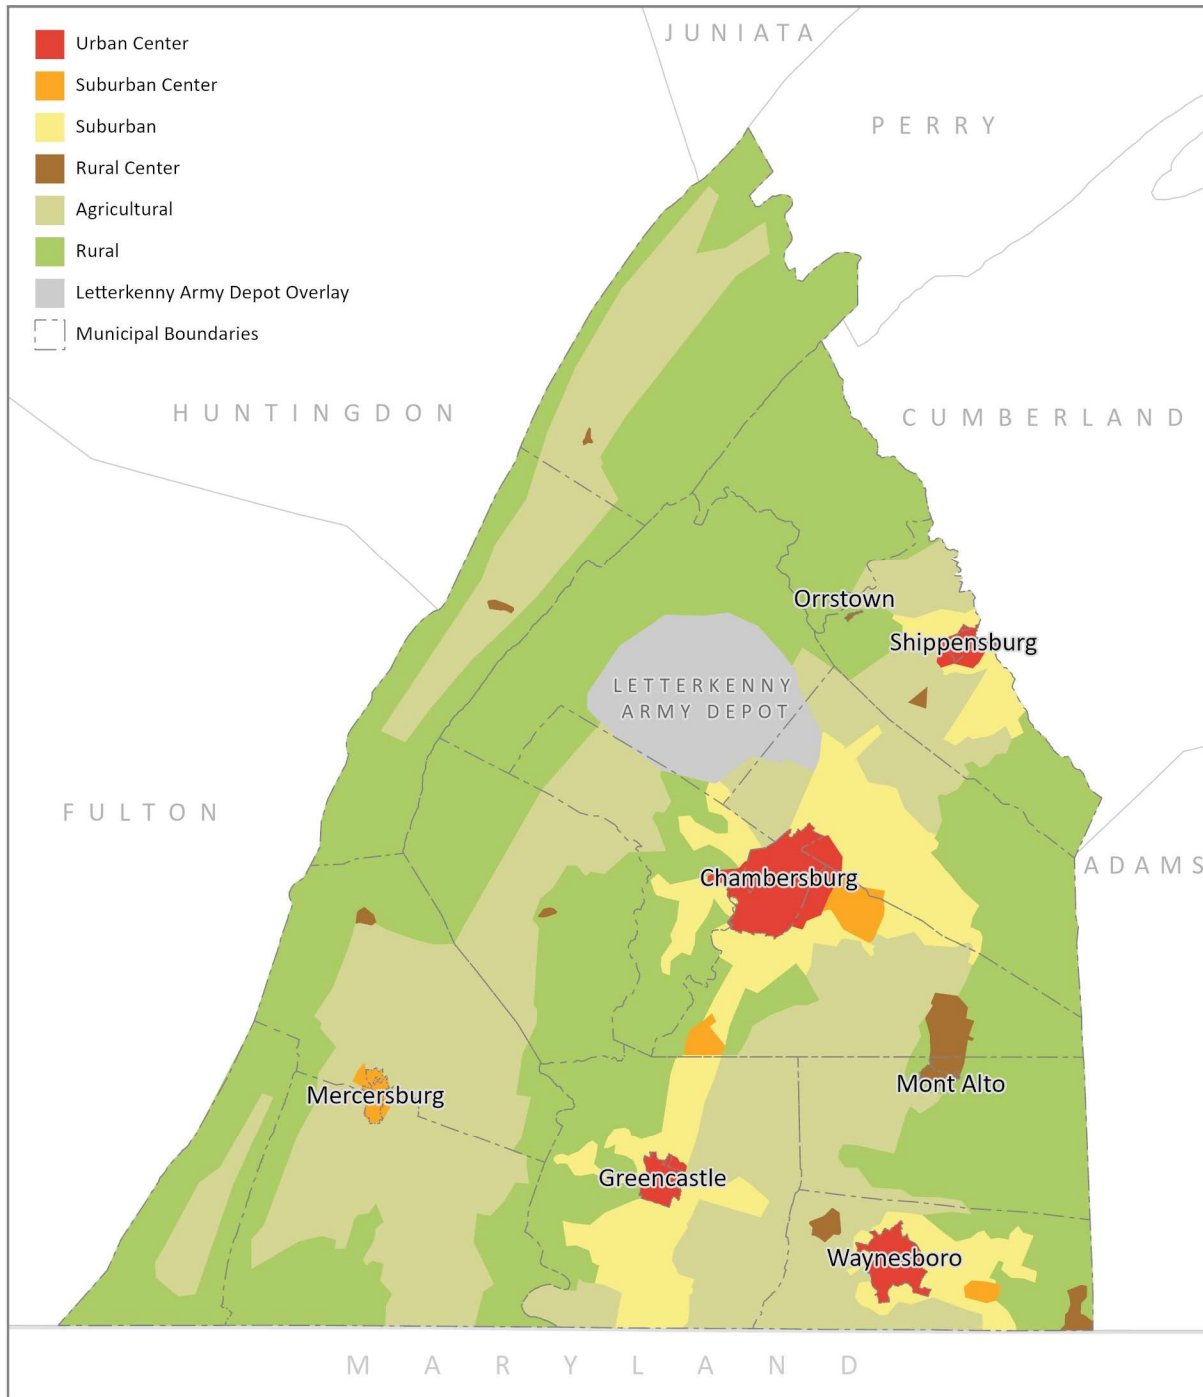 Urban Center
Suburban Center
Suburban
Rural Center
Agricultural
Rural
Letterkenny Army Depot Overlay
Municipal Boundaries
JUNIATA
PERRY
HUNTINGDON
CUMBERLAND
Orrstown
Shippensburg
LETTERKENNY
ARMY DEPOT
FULTON
ADAMS
Chambersburg
Mont Alto
Mercersburg
Greencastle
Waynesboro
MARYLAND